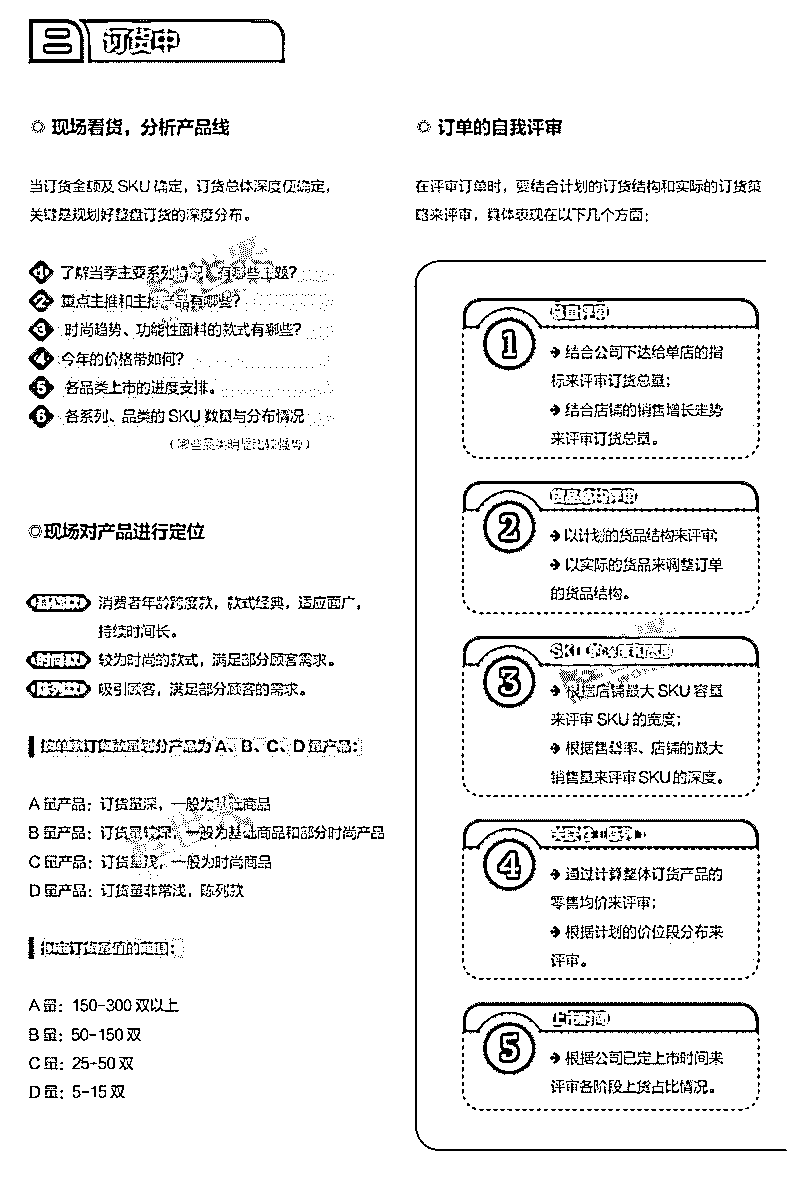 二 订货中
现场看货，分析产品线
当订货金额及 SKU 确定，订货总体深度便确定，
关键是规划好整盘订货的深度分布。
1 了解当季主要系列情况，有哪些主题？
2 重点主推和主推产品有哪些？
3 时尚趋势、功能性面料的款式有哪些？
4 今年的价格带如何？
5 各品类上市的进度安排。
6 各系列、品类的 SKU 数量与分布情况
现场对产品进行定位
消费者年龄跨度款，款式经典，适应面广，
持续时间长。
时尚款 较为时尚的款式，满足部分顾客需求。
陈列款 吸引顾客，满足部分顾客的需求。
按单款订货数量划分产品为 A、B、C、D 量产品：
A 量产品：订货量深，一般为基础商品
B 量产品：订货量较深，一般为基础商品和部分时尚产品
C 量产品：订货量浅，一般为时尚商品
D 量产品：订货量非常浅，陈列款
拟定订货量值的范围：
A 量：150-300 双以上
B 量：50-150 双
C 量：25-50 双
D 量：5-15 双
订单的自我评审
在评审订单时，要结合计划的订货结构和实际的订货策
略来评审，具体表现在以下几个方面：
1 总量评审
→ 结合公司下达给单店的指
标来评审订货总量；
→ 结合店铺的销售增长走势
来评审订货总量。
2 货品结构评审
→ 以计划的货品结构来评审；
→ 以实际的货品来调整订单
的货品结构。
3 SKU 的宽度和深度
→ 根据店铺最大 SKU 容量
来评审 SKU 的宽度；
→ 根据售罄率、店铺的最大
销售量来评审 SKU 的深度。
4
→ 通过计算整体订货产品的
零售均价来评审；
→ 根据计划的价位段分布来
评审。
5 上市时间
→ 根据公司已定上市时间来
评审各阶段上货占比情况。